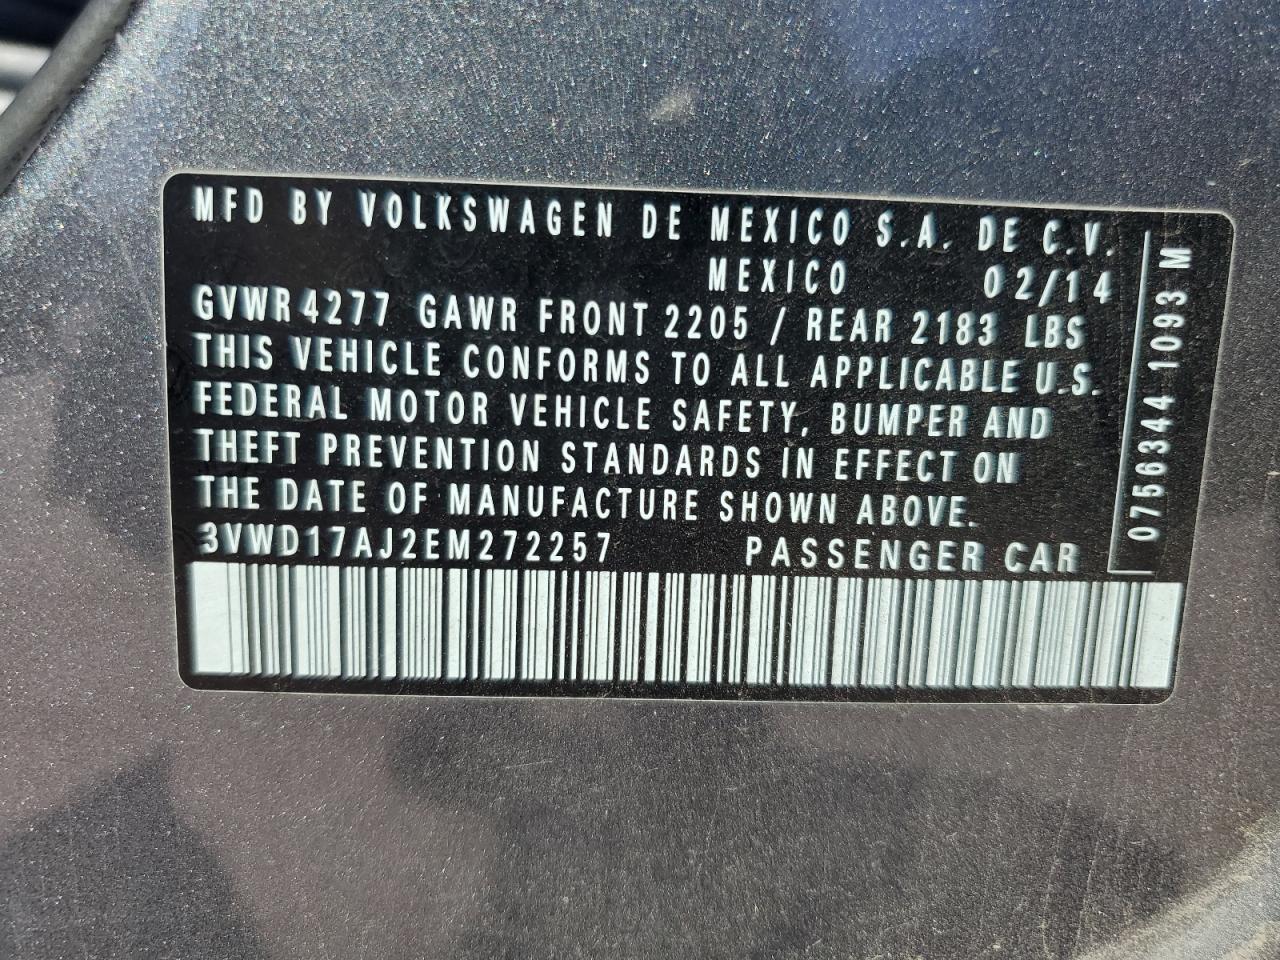 MFD BY VOLKSWAGEN DE MEXICO S.A. DE C.V.
MEXICO 02/14
GVWR 4277 GAWR FRONT 2205 / REAR 2183 LBS
THIS VEHICLE CONFORMS TO ALL APPLICABLE U.S.
FEDERAL MOTOR VEHICLE SAFETY, BUMPER AND
THEFT PREVENTION STANDARDS IN EFFECT ON
THE DATE OF MANUFACTURE SHOWN ABOVE.
3VWD17AJ2EM272257 PASSENGER CAR
0756344 1093 M